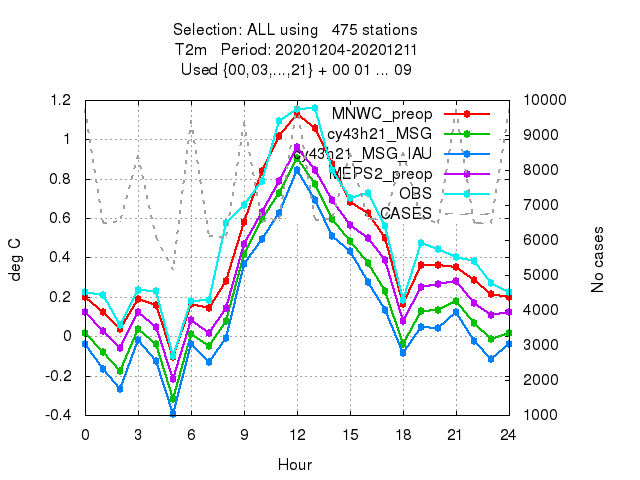 Selection: ALL using 475 stations
T2m Period: 20201204-20201211
Used {00,03,...,21} + 00 01 ... 09
MNWC_preop
cy43h21_MSG
cy43h21_MSG_IAU
MEPS2_preop
OBS
CASES
deg C
1.2
1
0.8
0.6
0.4
0.2
0
-0.2
-0.4
No cases
10000
9000
8000
7000
6000
5000
4000
3000
2000
1000
0 3 6 9 12 15 18 21 24
Hour